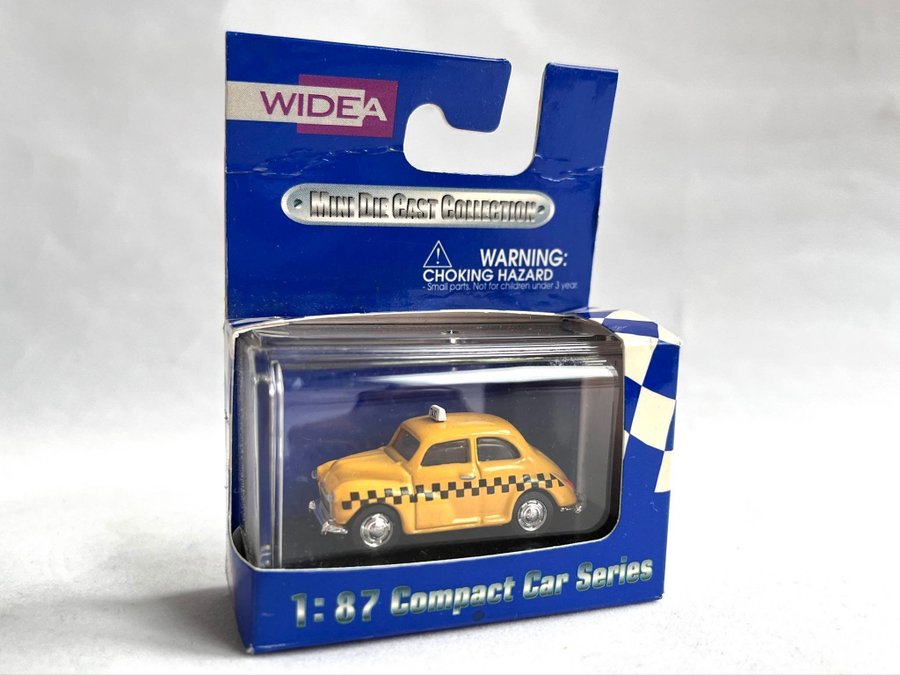 WIDEA
MINI DIE CAST COLLECTION
WARNING:
CHOKING HAZARD
- Small parts. Not for children under 3 year.
1:87 Compact Car Series